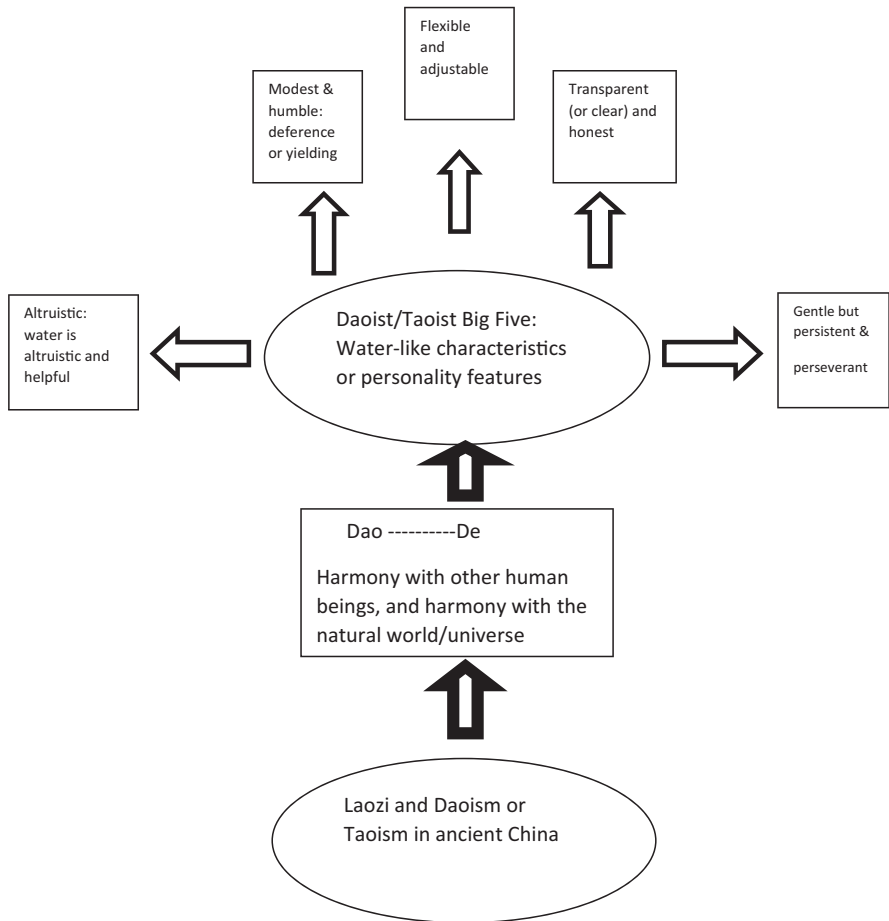 Flexible
and
adjustable
Modest &
humble:
deference
or yielding
Transparent
(or clear) and
honest
Altruistic:
water is
altruistic and
helpful
Daoist/Taoist Big Five:
Water-like characteristics
or personality features
Gentle but
persistent &
perseverant
Dao ----------De
Harmony with other human
beings, and harmony with the
natural world/universe
Laozi and Daoism or
Taoism in ancient China